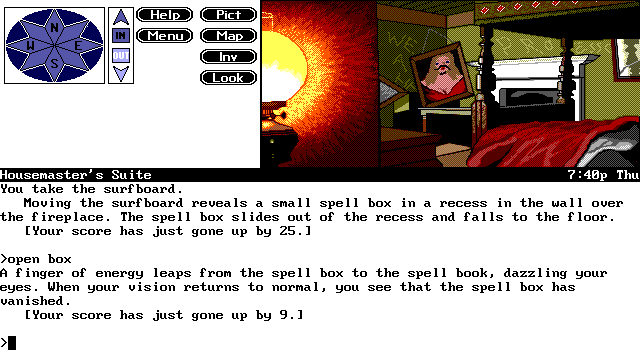 N
W E
S
IN
OUT
Help
Menu
Pict
Map
Inv
Look
Housemaster's Suite 7:40p Thu
You take the surfboard.
Moving the surfboard reveals a small spell box in a recess in the wall over
the fireplace. The spell box slides out of the recess and falls to the floor.
[Your score has just gone up by 25.]
>open box
A finger of energy leaps from the spell box to the spell book, dazzling your
eyes. When your vision returns to normal, you see that the spell box has
vanished.
[Your score has just gone up by 9.]
>